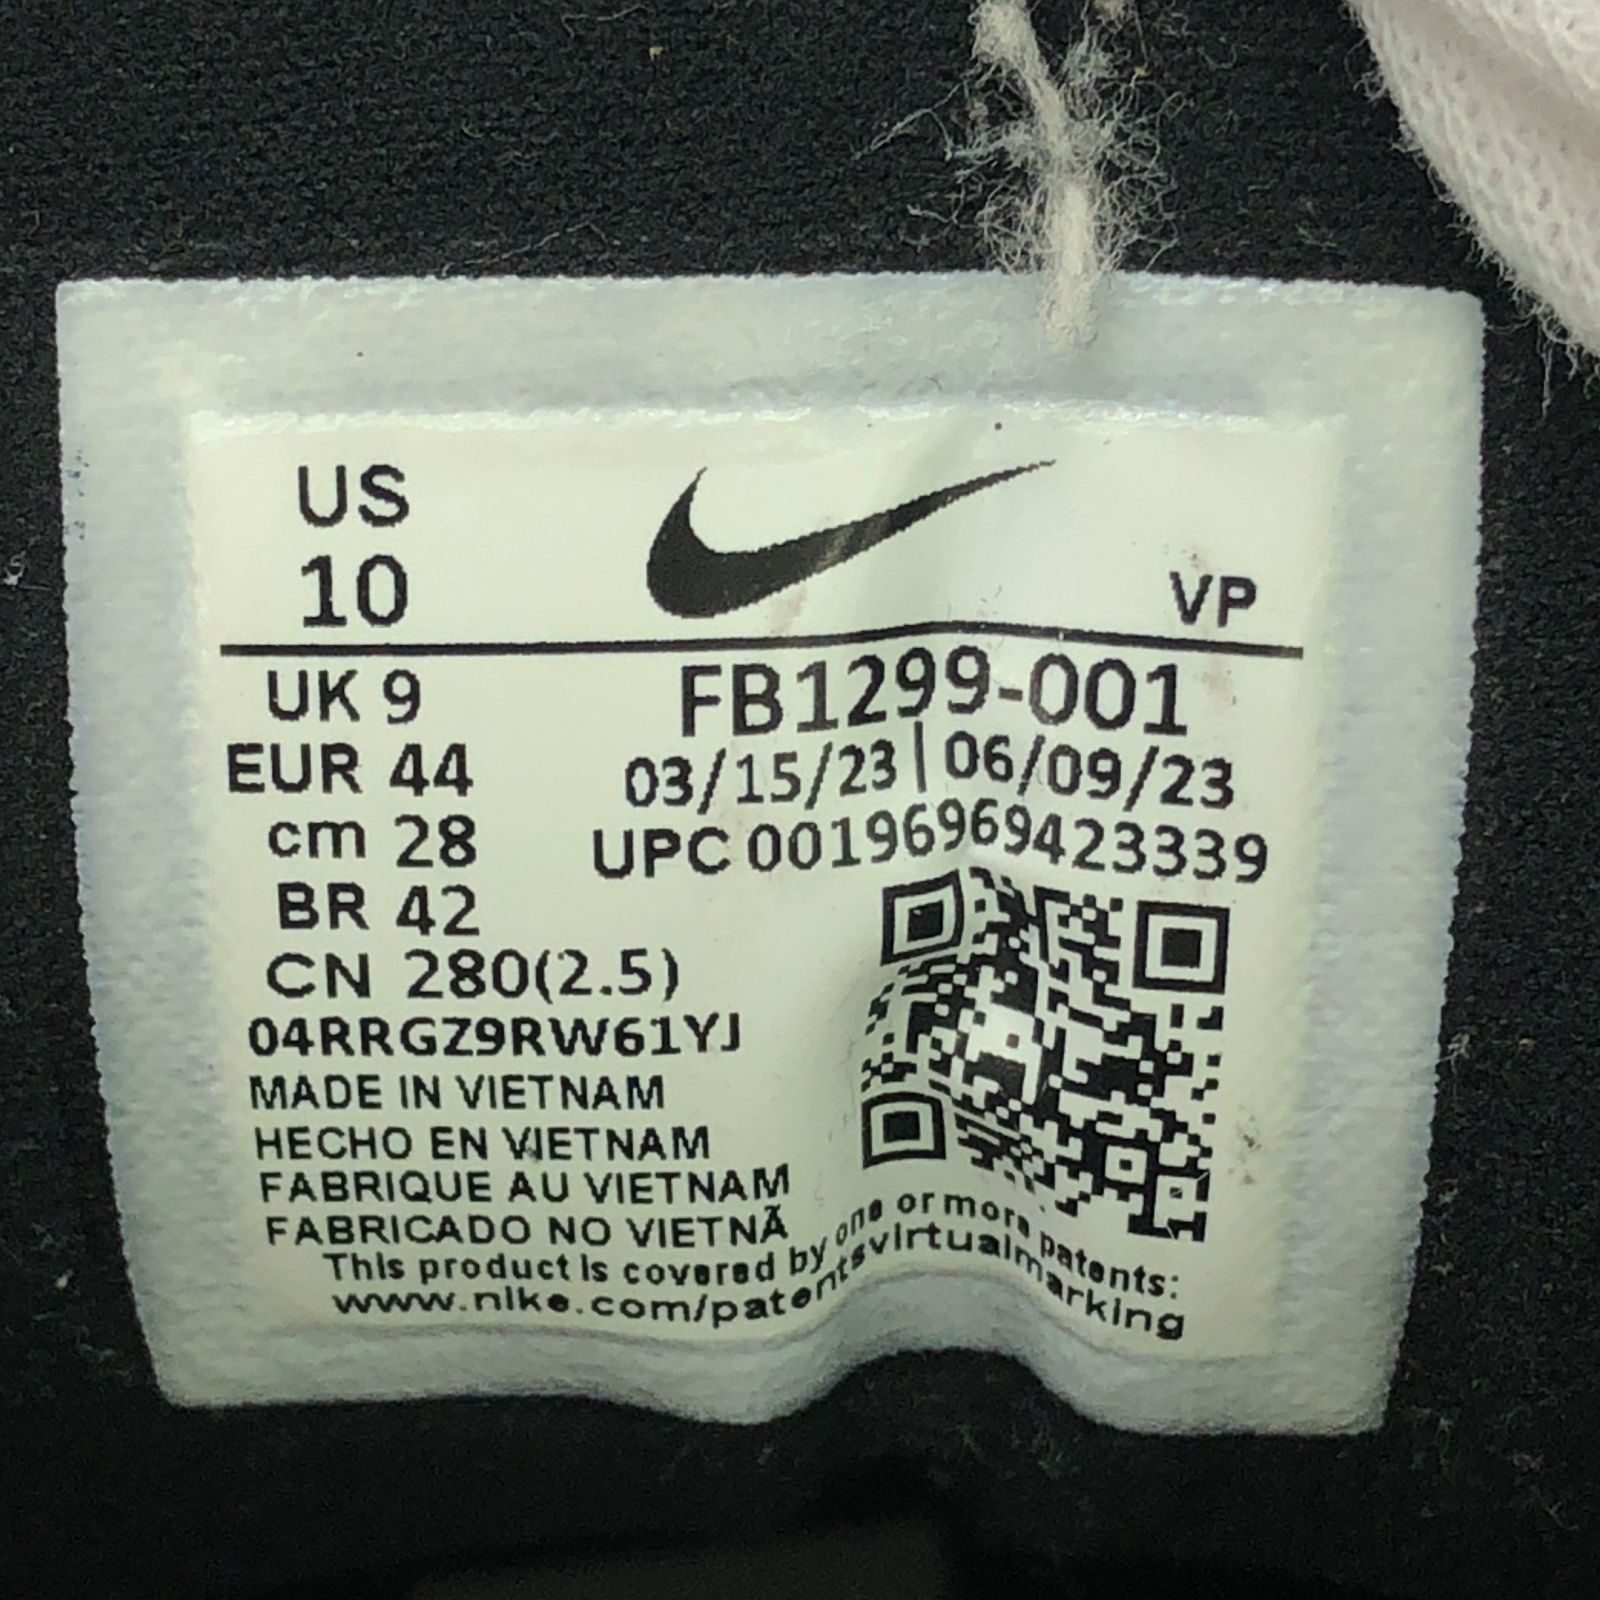 US
10
VP
UK 9
FB1299-001
EUR 44
03/15/23 | 06/09/23
cm 28
UPC 00196969423339
BR 42
CN 280(2.5)
04RRGZ9RW61YJ
MADE IN VIETNAM
HECHO EN VIETNAM
FABRIQUE AU VIETNAM
FABRICADO NO VIETNÃ
This product is covered by one or more patents:
www.nike.com/patentsvirtualmarking